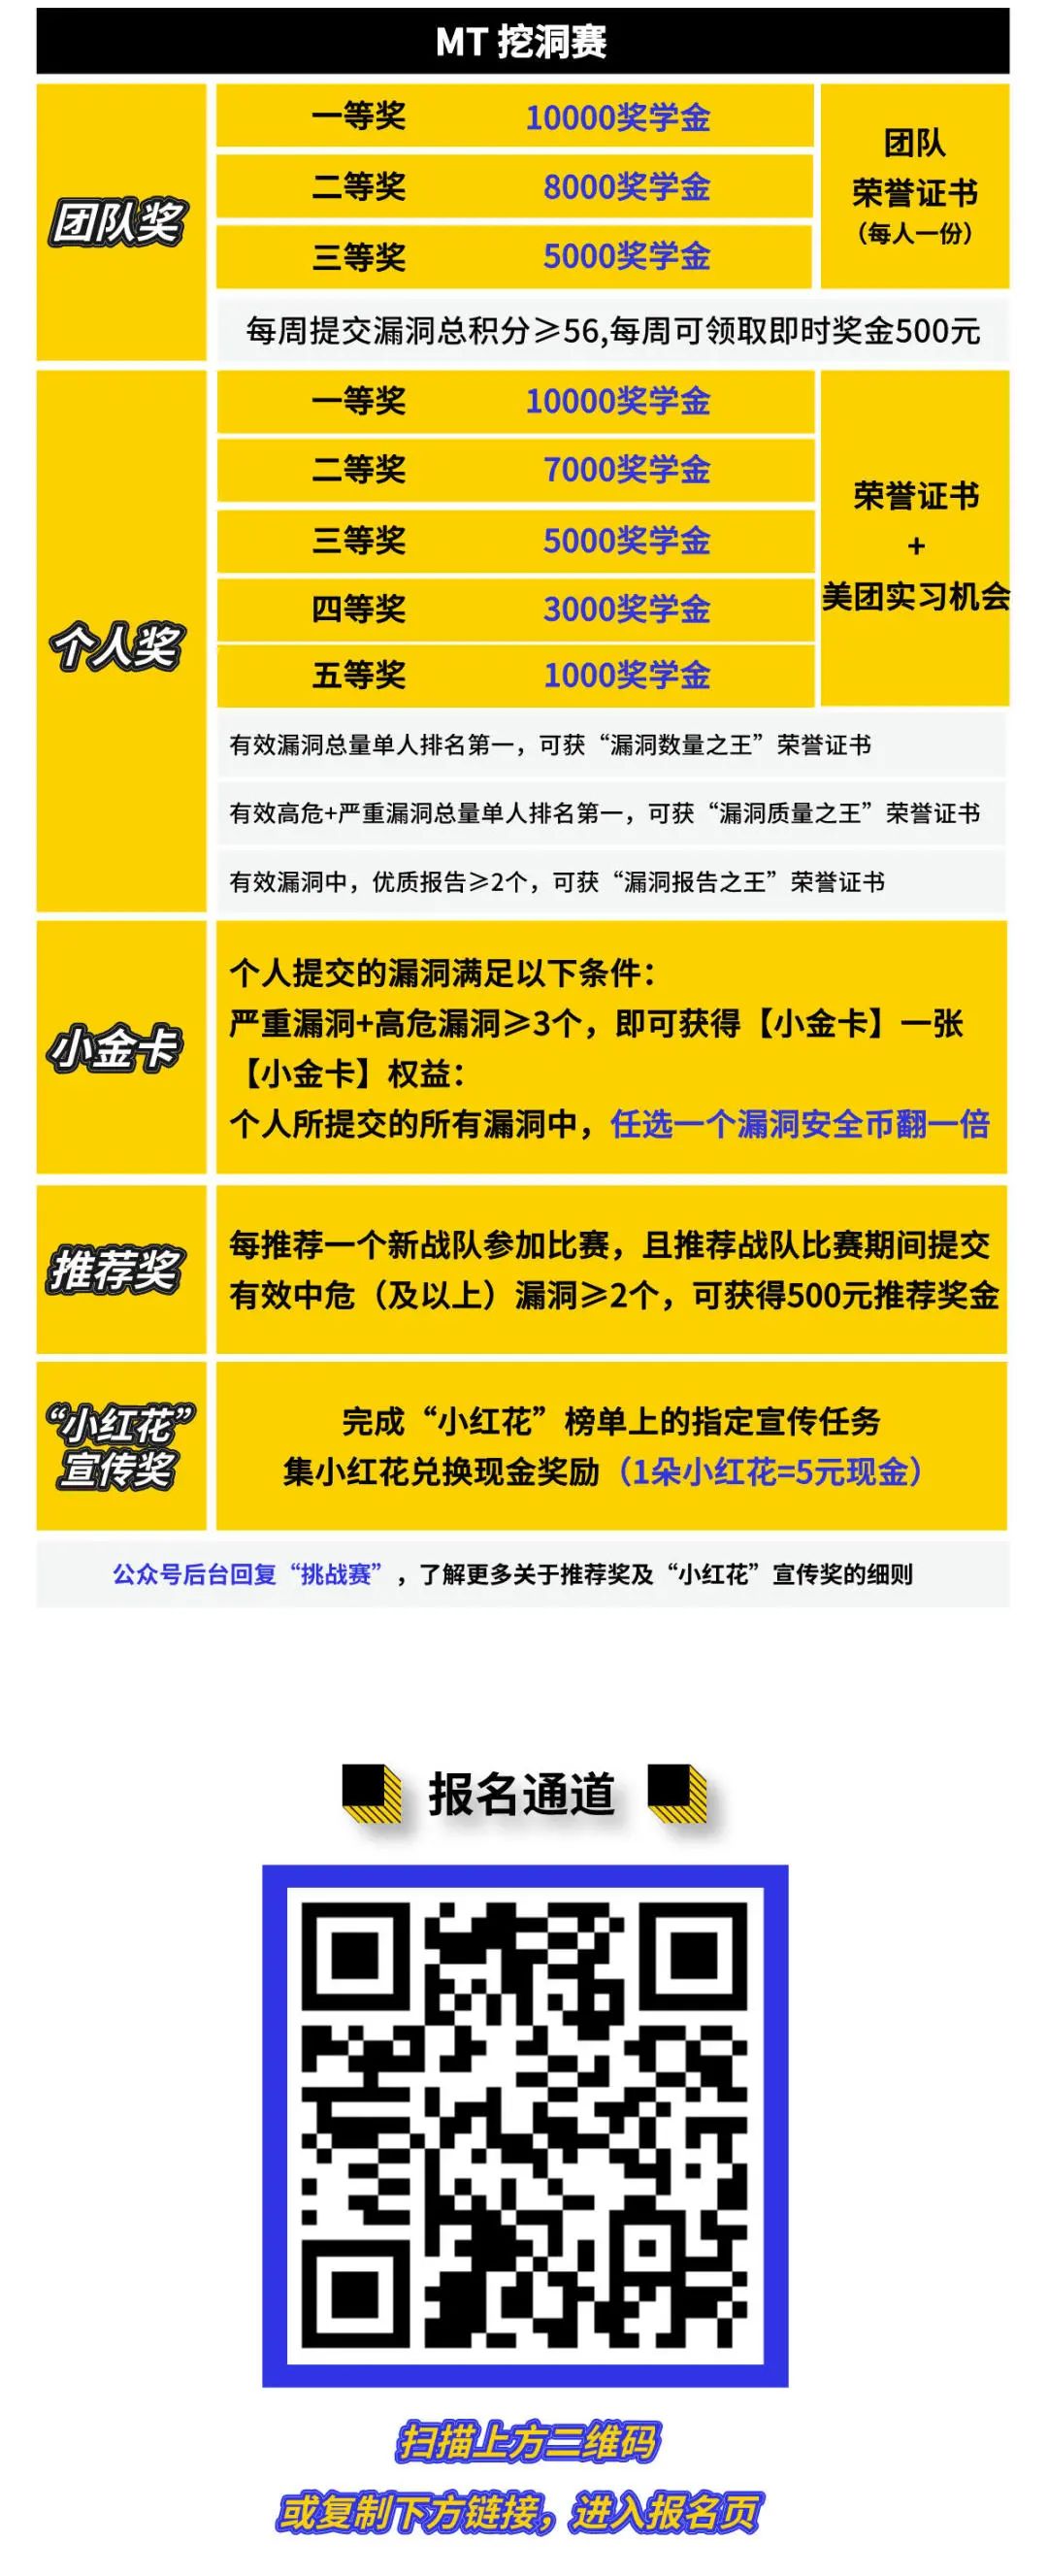 MT 挖洞赛
团队奖
一等奖 10000奖学金
二等奖 8000奖学金
三等奖 5000奖学金
团队
荣誉证书
（每人一份）
每周提交漏洞总积分≥56,每周可领取即时奖金500元
个人奖
一等奖 10000奖学金
二等奖 7000奖学金
三等奖 5000奖学金
四等奖 3000奖学金
五等奖 1000奖学金
荣誉证书
+
美团实习机会
有效漏洞总量单人排名第一，可获“漏洞数量之王”荣誉证书
有效高危+严重漏洞总量单人排名第一，可获“漏洞质量之王”荣誉证书
有效漏洞中，优质报告≥2个，可获“漏洞报告之王”荣誉证书
小金卡
个人提交的漏洞满足以下条件：
严重漏洞+高危漏洞≥3个，即可获得【小金卡】一张
【小金卡】权益：
个人所提交的所有漏洞中，任选一个漏洞安全币翻一倍
推荐奖
每推荐一个新战队参加比赛，且推荐战队比赛期间提交
有效中危（及以上）漏洞≥2个，可获得500元推荐奖金
“小红花”
宣传奖
完成“小红花”榜单上的指定宣传任务
集小红花兑换现金奖励（1朵小红花=5元现金）
公众号后台回复“挑战赛”，了解更多关于推荐奖及“小红花”宣传奖的细则
报名通道
扫描上方二维码
或复制下方链接，进入报名页